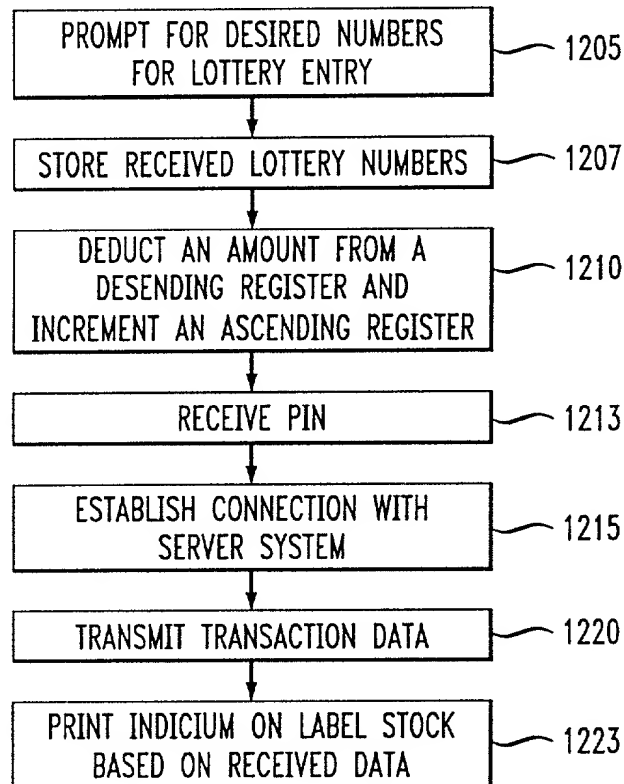 PROMPT FOR DESIRED NUMBERS
FOR LOTTERY ENTRY
1205
STORE RECEIVED LOTTERY NUMBERS
1207
DEDUCT AN AMOUNT FROM A
DESENDING REGISTER AND
INCREMENT AN ASCENDING REGISTER
1210
RECEIVE PIN
1213
ESTABLISH CONNECTION WITH
SERVER SYSTEM
1215
TRANSMIT TRANSACTION DATA
1220
PRINT INDICIUM ON LABEL STOCK
BASED ON RECEIVED DATA
1223